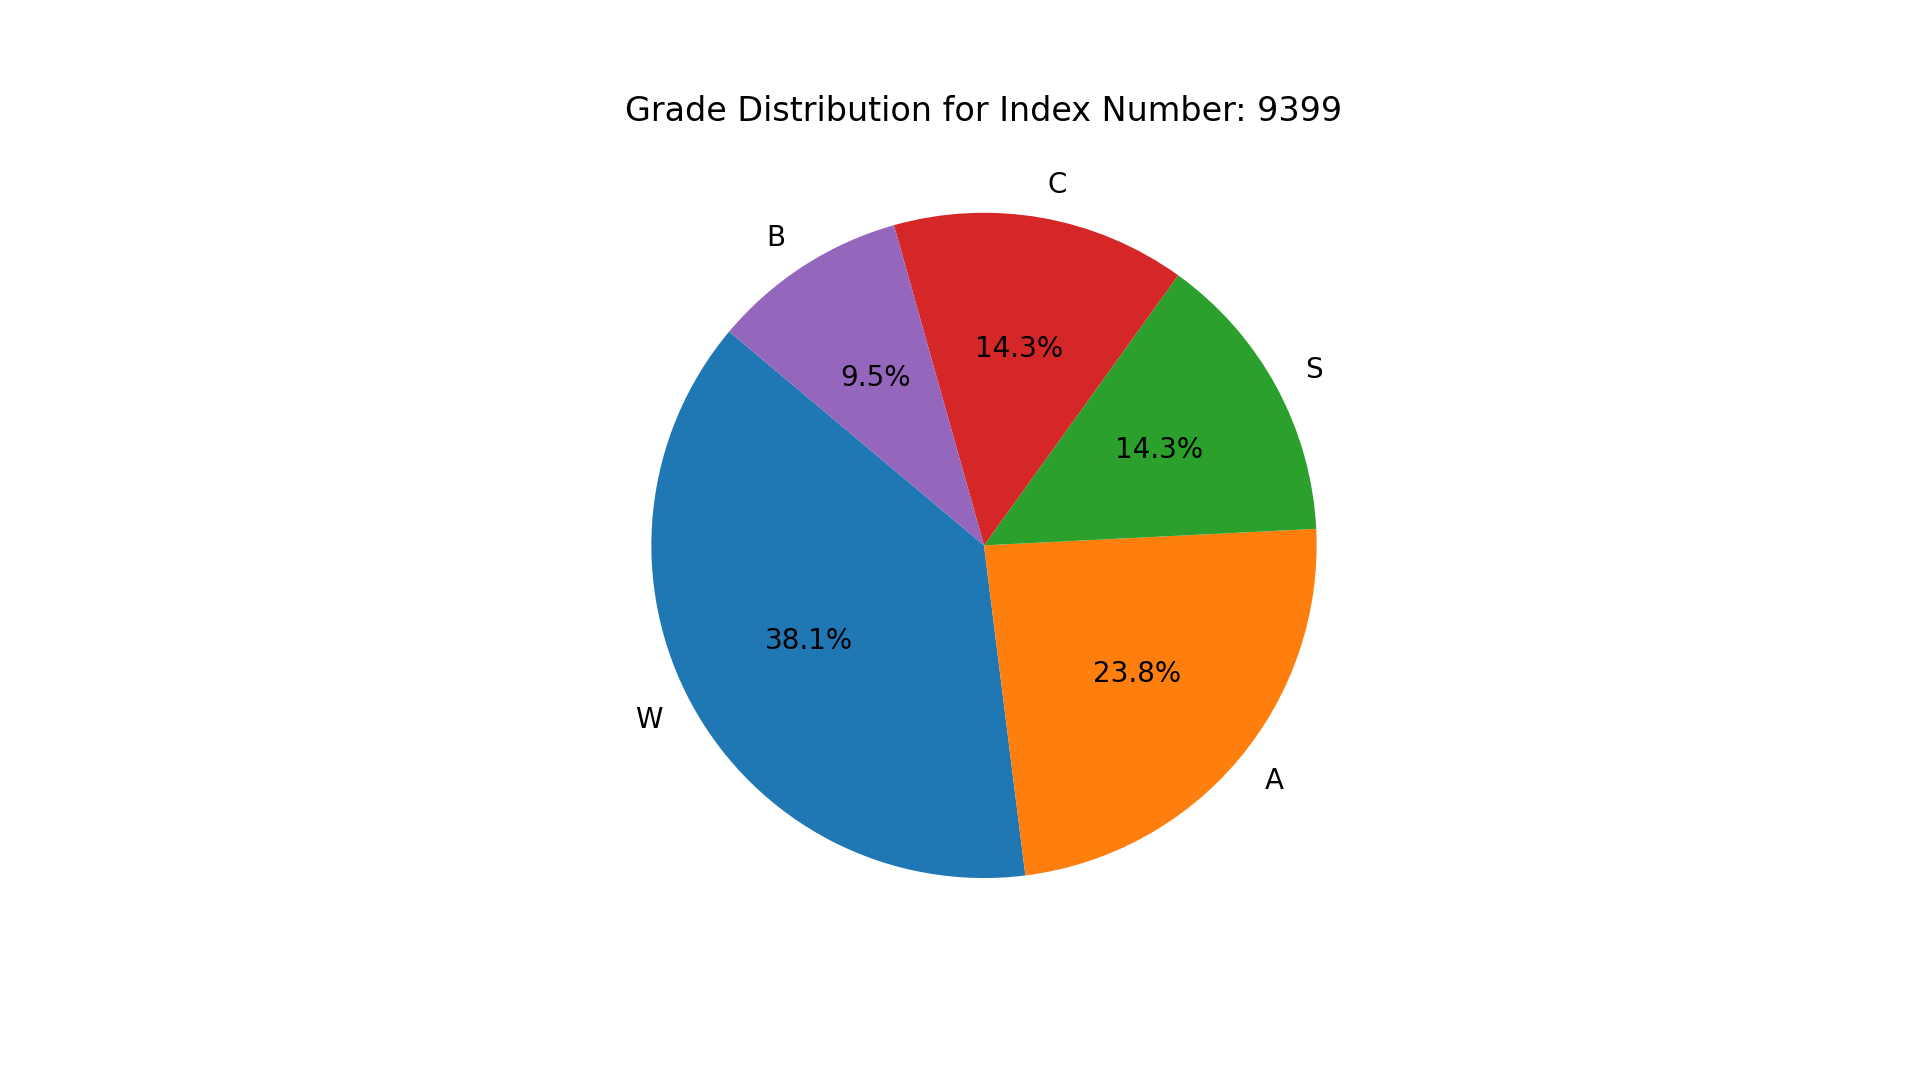 Grade Distribution for Index Number: 9399
C
B
14.3%
S
9.5%
14.3%
38.1%
23.8%
W
A